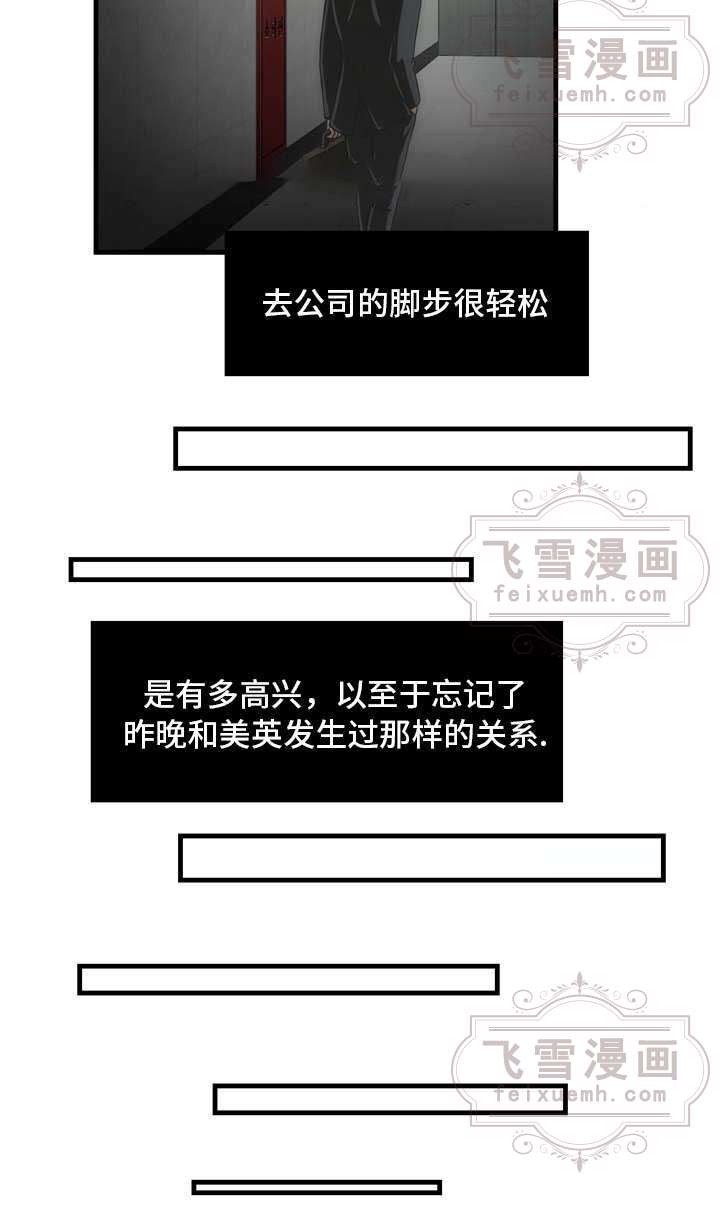 飞雪漫画
feixuemh.com
去公司的脚步很轻松
飞雪漫画
feixuemh.com
是有多高兴，以至于忘记了
昨晚和美英发生过那样的关系.
飞雪漫画
feixuemh.com